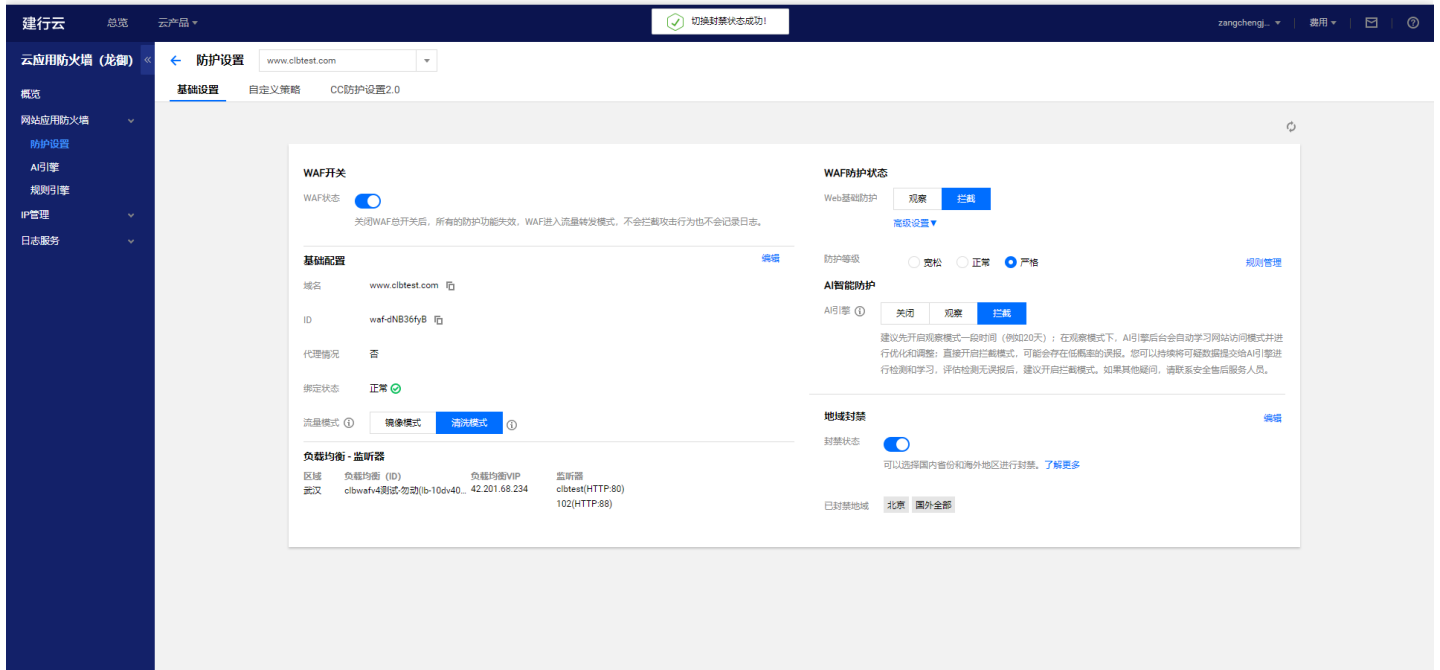 建行云
总览
云产品
切换封禁状态成功!
zangchengj...
费用
云应用防火墙（龙御）
防护设置
www.clbtest.com
基础设置
自定义策略
CC防护设置2.0
概览
网站应用防火墙
防护设置
AI引擎
规则引擎
IP管理
日志服务
WAF开关
WAF状态
关闭WAF总开关后，所有的防护功能失效，WAF进入流量转发模式，不会拦截攻击行为也不会记录日志。
基础配置
编辑
域名
www.clbtest.com
ID
waf-dNB36fyB
代理情况
否
绑定状态
正常
流量模式
镜像模式
清洗模式
负载均衡 - 监听器
区域
负载均衡（ID）
负载均衡VIP
监听器
武汉
clbwafv4测试-勿动(lb-10dv40...
42.201.68.234
clbtest(HTTP:80)
102(HTTP:88)
WAF防护状态
Web基础防护
观察
拦截
高级设置▼
防护等级
宽松
正常
严格
规则管理
AI智能防护
AI引擎
关闭
观察
拦截
建议先开启观察模式一段时间（例如20天）；在观察模式下，AI引擎后台会自动学习网站访问模式并进
行优化和调整；直接开启拦截模式，可能会存在低概率的误报。您可以持续将可疑数据提交给AI引擎进
行检测和学习，评估检测无误报后，建议开启拦截模式。如果其他疑问，请联系安全售后服务人员。
地域封禁
编辑
封禁状态
可以选择国内省份和海外地区进行封禁。了解更多
已封禁地域
北京
国外全部